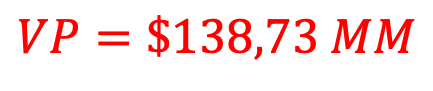 VP = $138,73 MM